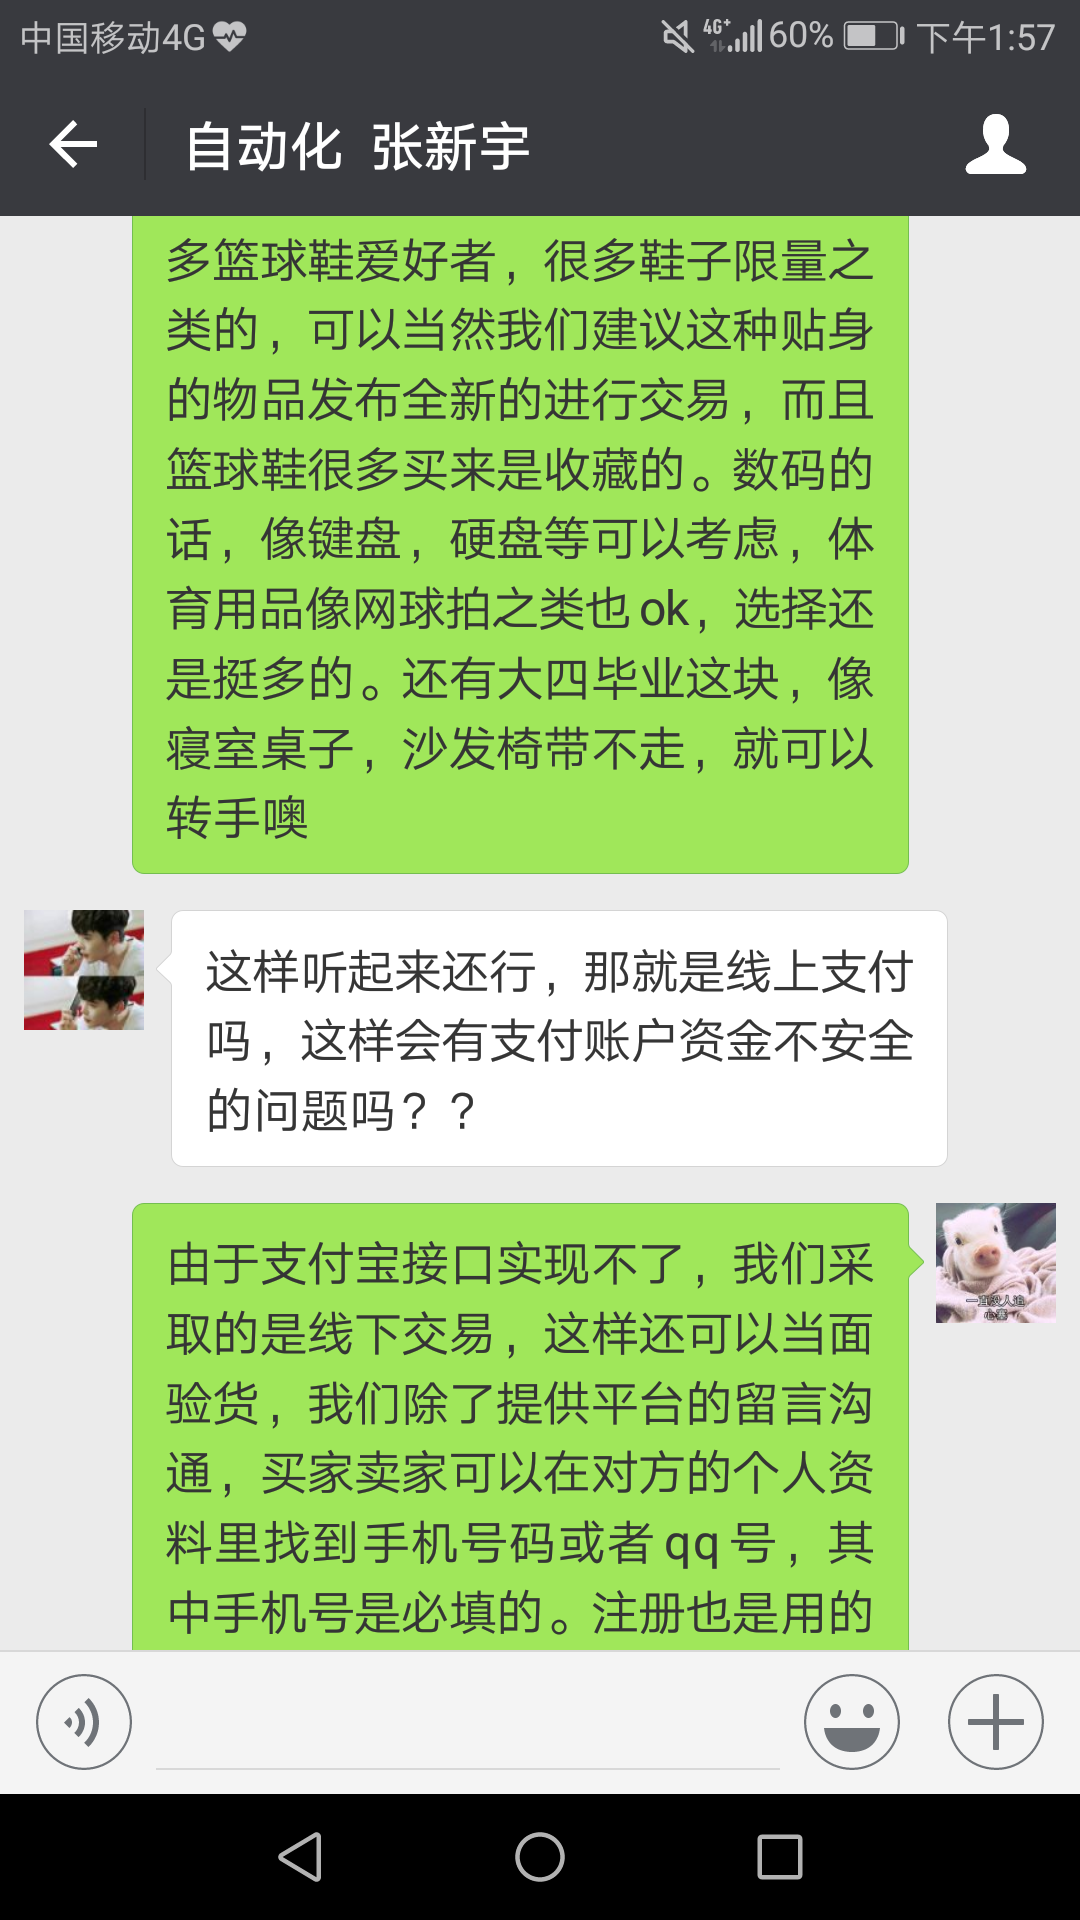 中国移动4G 4G+ 60% 下午1:57
自动化 张新宇
多篮球鞋爱好者，很多鞋子限量之
类的，可以当然我们建议这种贴身
的物品发布全新的进行交易，而且
篮球鞋很多买来是收藏的。数码的
话，像键盘，硬盘等可以考虑，体
育用品像网球拍之类也ok，选择还
是挺多的。还有大四毕业这块，像
寝室桌子，沙发椅带不走，就可以
转手噢
这样听起来还行，那就是线上支付
吗，这样会有支付账户资金不安全
的问题吗？？
由于支付宝接口实现不了，我们采
取的是线下交易，这样还可以当面
验货，我们除了提供平台的留言沟
通，买家卖家可以在对方的个人资
料里找到手机号码或者qq号，其
中手机号是必填的。注册也是用的
一直没人追
心塞